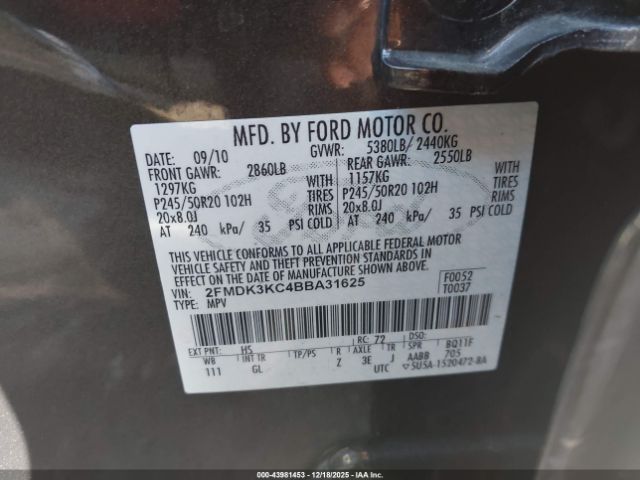 MFD. BY FORD MOTOR CO.
DATE: 09/10 GVWR: 5380LB/ 2440KG
FRONT GAWR: 2860LB REAR GAWR: 2550LB
1297KG WITH 1157KG WITH
P245/50R20 102H TIRES P245/50R20 102H TIRES
20x8.0J RIMS 20x8.0J RIMS
AT 240 kPa/ 35 PSI COLD AT 240 kPa/ 35 PSI COLD
THIS VEHICLE CONFORMS TO ALL APPLICABLE FEDERAL MOTOR
VEHICLE SAFETY AND THEFT PREVENTION STANDARDS IN
EFFECT ON THE DATE OF MANUFACTURE SHOWN ABOVE.
VIN: 2FMDK3KC4BBA31625 F0052
TYPE: MPV T0037
EXT PNT: HS RC: 72 DSO:
WB INT TR TP/PS R AXLE TR SPR BQ11F
111 GL Z 3E J AABB 705
UTC ▽5U5A-1520472-BA
000-43981453 | 12/18/2025 | IAA Inc.